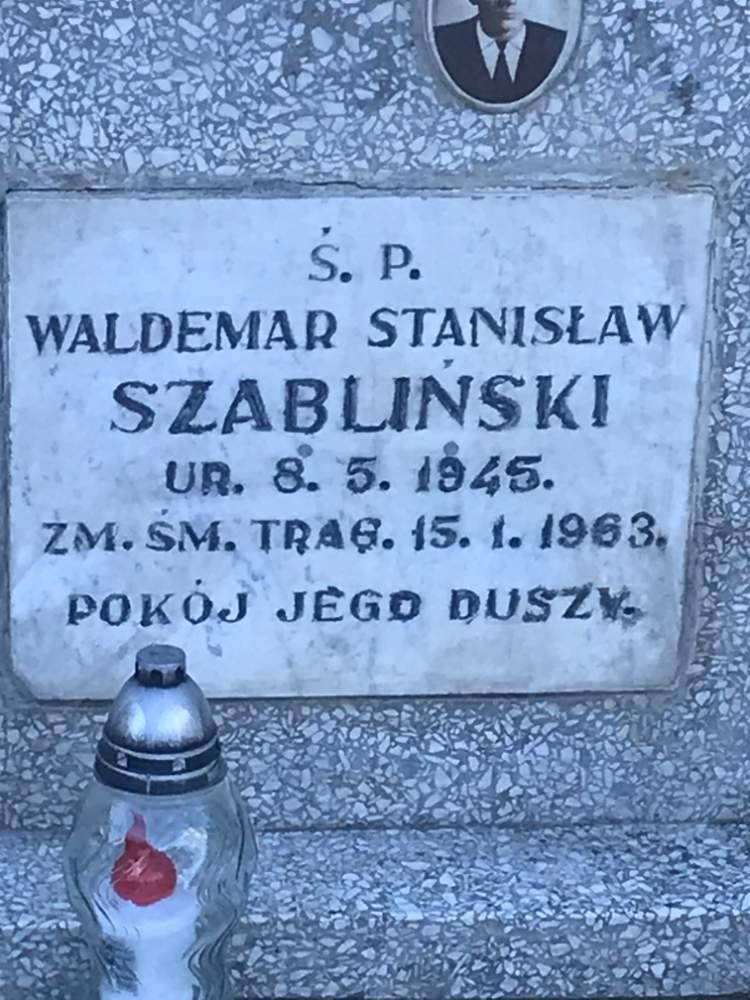 Ś. P.
WALDEMAR STANISŁAW
SZABLIŃSKI
UR. 8. 5. 1945.
ZM. ŚM. TRAG. 15. 1. 1963.
POKÓJ JEGO DUSZY.